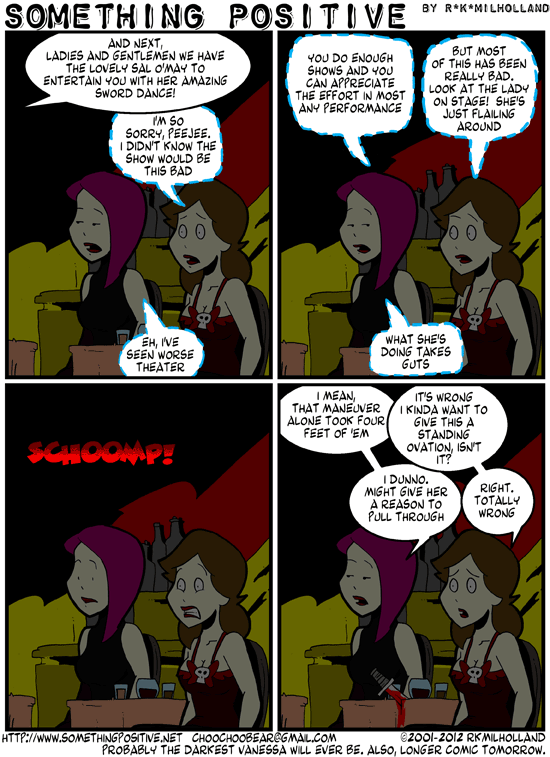 SOMETHING POSITIVE BY R*K*MILHOLLAND
AND NEXT,
LADIES AND GENTLEMEN WE HAVE
THE LOVELY SAL O'MAY TO
ENTERTAIN YOU WITH HER AMAZING
SWORD DANCE!
I'M SO
SORRY, PEEJEE.
I DIDN'T KNOW THE
SHOW WOULD BE
THIS BAD
EH, I'VE
SEEN WORSE
THEATER
YOU DO ENOUGH
SHOWS AND YOU
CAN APPRECIATE
THE EFFORT IN MOST
ANY PERFORMANCE
BUT MOST
OF THIS HAS BEEN
REALLY BAD.
LOOK AT THE LADY
ON STAGE! SHE'S
JUST FLAILING
AROUND
WHAT SHE'S
DOING TAKES
GUTS
SCHOOMP!
I MEAN,
THAT MANEUVER
ALONE TOOK FOUR
FEET OF 'EM
IT'S WRONG
I KINDA WANT TO
GIVE THIS A
STANDING
OVATION, ISN'T
IT?
I DUNNO.
MIGHT GIVE HER
A REASON TO
PULL THROUGH
RIGHT.
TOTALLY
WRONG
HTTP://WWW.SOMETHINGPOSITIVE.NET CHOOCHOOBEAR@GMAIL.COM ©2001-2012 RKMILHOLLAND
PROBABLY THE DARKEST VANESSA WILL EVER BE. ALSO, LONGER COMIC TOMORROW.